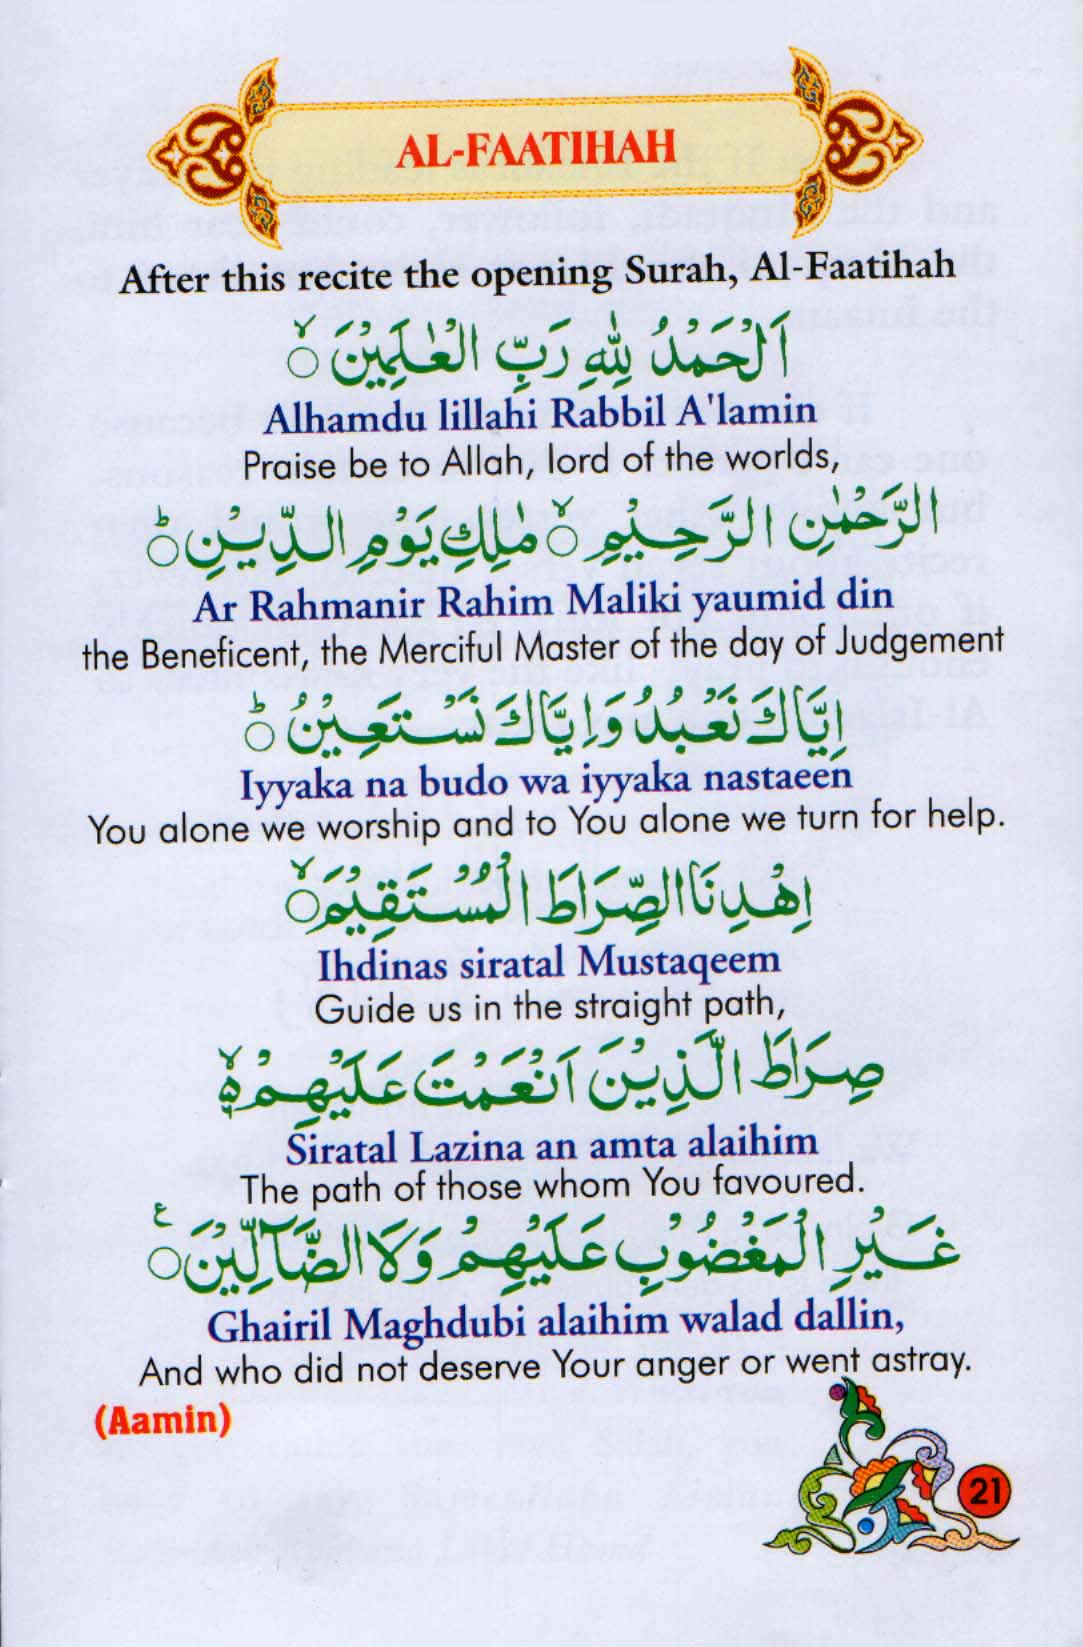 AL-FAATIHAH
After this recite the opening Surah, Al-Faatihah
اَلْحَمْدُ لِلّٰهِ رَبِّ الْعٰلَمِيْنَ ۙ
Alhamdu lillahi Rabbil A'lamin
Praise be to Allah, lord of the worlds,
الرَّحْمٰنِ الرَّحِيْمِ ۙ مٰلِكِ يَوْمِ الدِّيْنِ ؕ
Ar Rahmanir Rahim Maliki yaumid din
the Beneficent, the Merciful Master of the day of Judgement
اِيَّاكَ نَعْبُدُ وَاِيَّاكَ نَسْتَعِيْنُ ؕ
Iyyaka na budo wa iyyaka nastaeen
You alone we worship and to You alone we turn for help.
اِهْدِنَا الصِّرَاطَ الْمُسْتَقِيْمَ ۙ
Ihdinas siratal Mustaqeem
Guide us in the straight path,
صِرَاطَ الَّذِيْنَ اَنْعَمْتَ عَلَيْهِمْ ۙ
Siratal Lazina an amta alaihim
The path of those whom You favoured.
غَيْرِ الْمَغْضُوْبِ عَلَيْهِمْ وَلَا الضَّآلِّيْنَ ع
Ghairil Maghdubi alaihim walad dallin,
And who did not deserve Your anger or went astray.
(Aamin)
21